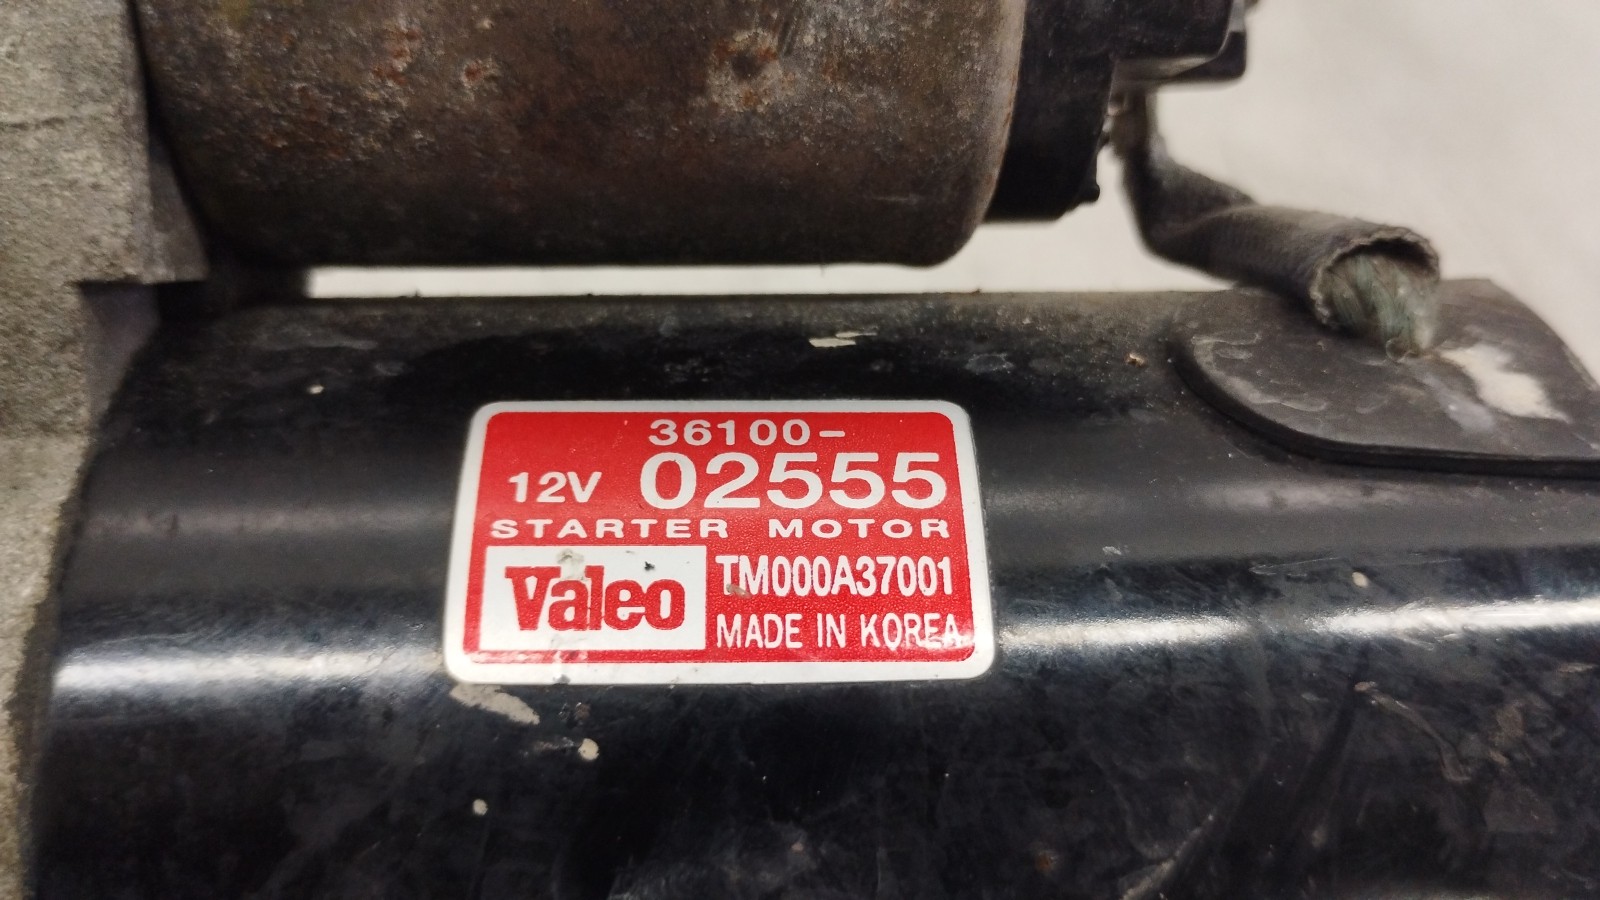 36100-
12V 02555
STARTER MOTOR
Valeo TM000A37001
MADE IN KOREA